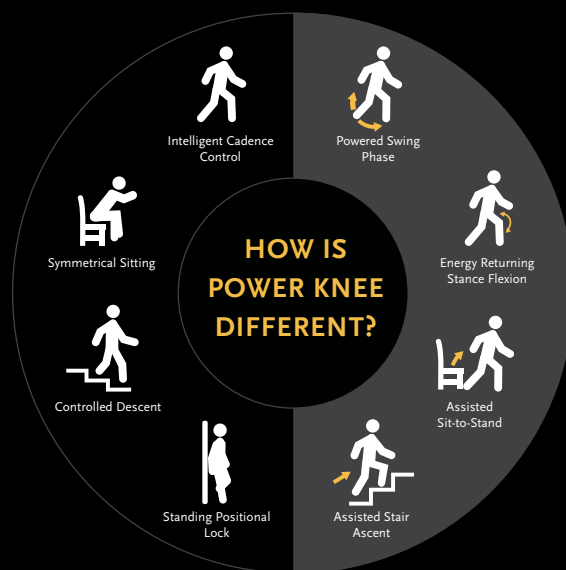 Intelligent Cadence
Control
Powered Swing
Phase
Symmetrical Sitting
Energy Returning
Stance Flexion
HOW IS
POWER KNEE
DIFFERENT?
Controlled Descent
Assisted
Sit-to-Stand
Standing Positional
Lock
Assisted Stair
Ascent